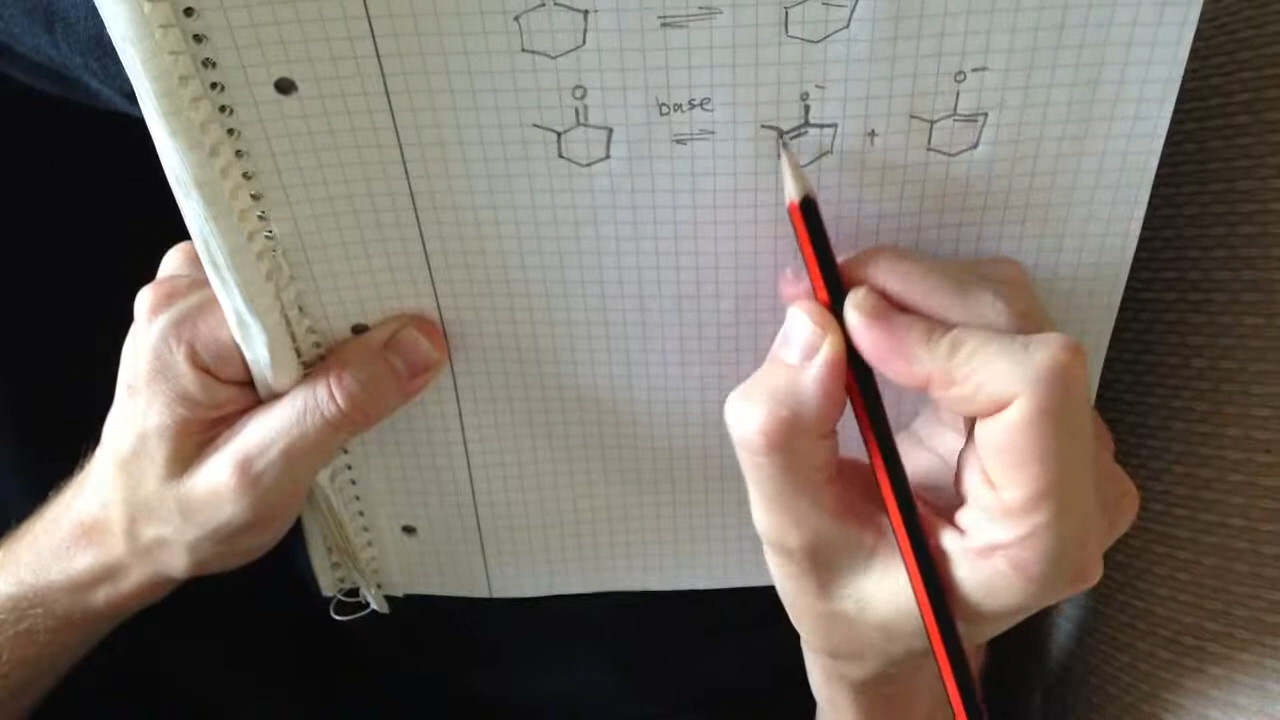 O base O⁻ + O⁻